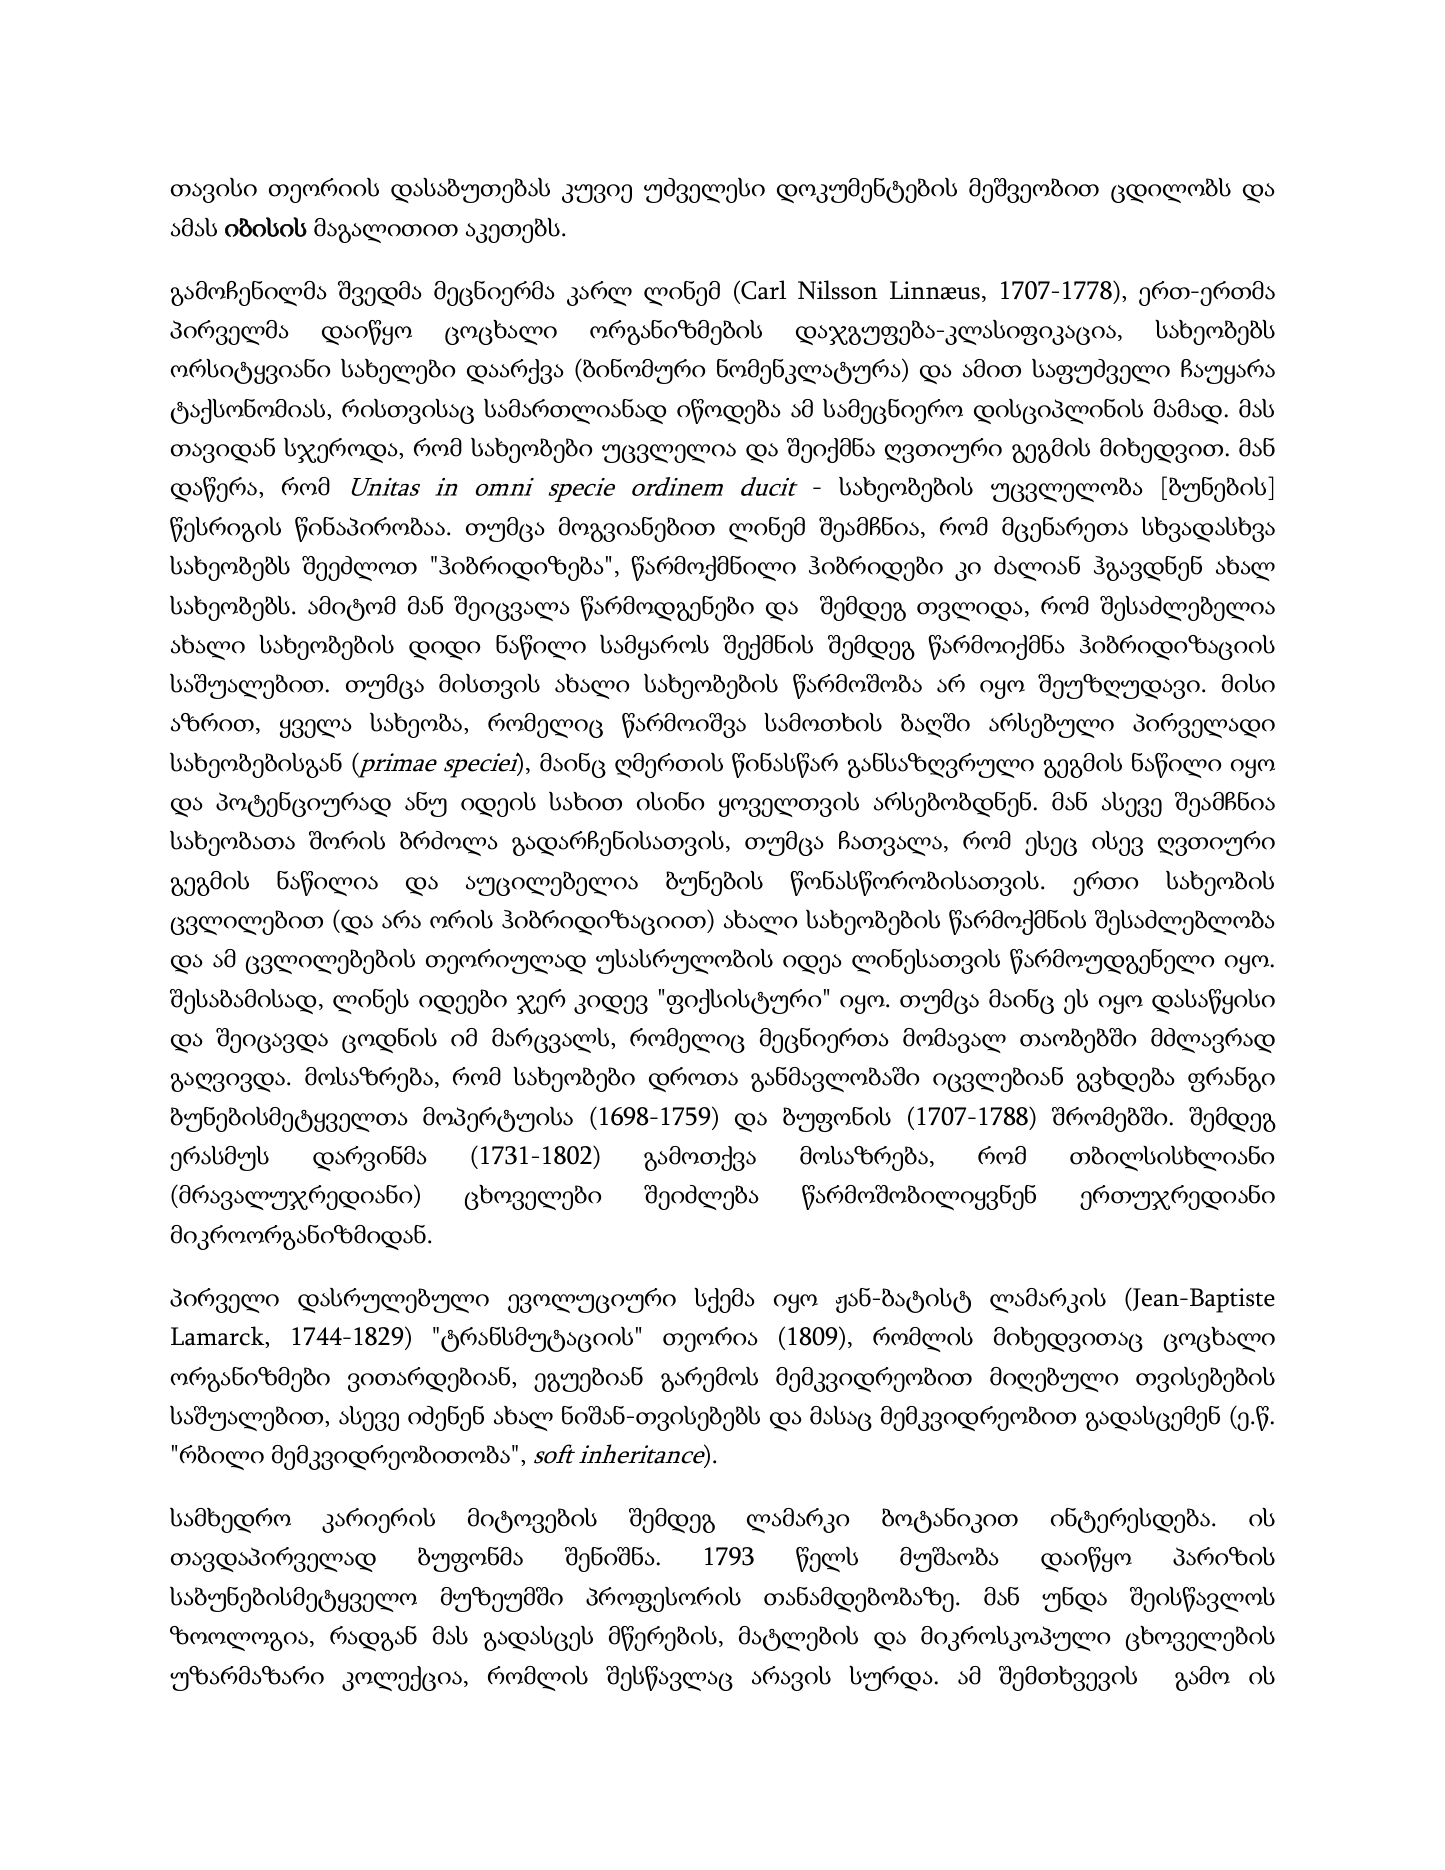 თავისი თეორიის დასაბუთებას კუვიე უძველესი დოკუმენტების მეშვეობით ცდილობს და
ამას იბისის მაგალითით აკეთებს.
გამოჩენილმა შვედმა მეცნიერმა კარლ ლინემ (Carl Nilsson Linnæus, 1707-1778), ერთ-ერთმა
პირველმა დაიწყო ცოცხალი ორგანიზმების დაჯგუფება-კლასიფიკაცია, სახეობებს
ორსიტყვიანი სახელები დაარქვა (ბინომური ნომენკლატურა) და ამით საფუძველი ჩაუყარა
ტაქსონომიას, რისთვისაც სამართლიანად იწოდება ამ სამეცნიერო დისციპლინის მამად. მას
თავიდან სჯეროდა, რომ სახეობები უცვლელია და შეიქმნა ღვთიური გეგმის მიხედვით. მან
დაწერა, რომ Unitas in omni specie ordinem ducit - სახეობების უცვლელობა [ბუნების]
წესრიგის წინაპირობაა. თუმცა მოგვიანებით ლინემ შეამჩნია, რომ მცენარეთა სხვადასხვა
სახეობებს შეეძლოთ "ჰიბრიდიზება", წარმოქმნილი ჰიბრიდები კი ძალიან ჰგავდნენ ახალ
სახეობებს. ამიტომ მან შეიცვალა წარმოდგენები და  შემდეგ თვლიდა, რომ შესაძლებელია
ახალი სახეობების დიდი ნაწილი სამყაროს შექმნის შემდეგ წარმოიქმნა ჰიბრიდიზაციის
საშუალებით. თუმცა მისთვის ახალი სახეობების წარმოშობა არ იყო შეუზღუდავი. მისი
აზრით, ყველა სახეობა, რომელიც წარმოიშვა სამოთხის ბაღში არსებული პირველადი
სახეობებისგან (primae speciei), მაინც ღმერთის წინასწარ განსაზღვრული გეგმის ნაწილი იყო
და პოტენციურად ანუ იდეის სახით ისინი ყოველთვის არსებობდნენ. მან ასევე შეამჩნია
სახეობათა შორის ბრძოლა გადარჩენისათვის, თუმცა ჩათვალა, რომ ესეც ისევ ღვთიური
გეგმის ნაწილია და აუცილებელია ბუნების წონასწორობისათვის. ერთი სახეობის
ცვლილებით (და არა ორის ჰიბრიდიზაციით) ახალი სახეობების წარმოქმნის შესაძლებლობა
და ამ ცვლილებების თეორიულად უსასრულობის იდეა ლინესათვის წარმოუდგენელი იყო.
შესაბამისად, ლინეს იდეები ჯერ კიდევ "ფიქსისტური" იყო. თუმცა მაინც ეს იყო დასაწყისი
და შეიცავდა ცოდნის იმ მარცვალს, რომელიც მეცნიერთა მომავალ თაობებში მძლავრად
გაღვივდა. მოსაზრება, რომ სახეობები დროთა განმავლობაში იცვლებიან გვხდება ფრანგი
ბუნებისმეტყველთა მოპერტუისა (1698-1759) და ბუფონის (1707-1788) შრომებში. შემდეგ
ერასმუს დარვინმა (1731-1802) გამოთქვა მოსაზრება, რომ თბილსისხლიანი
(მრავალუჯრედიანი) ცხოველები შეიძლება წარმოშობილიყვნენ ერთუჯრედიანი
მიკროორგანიზმიდან.
პირველი დასრულებული ევოლუციური სქემა იყო ჟან-ბატისტ ლამარკის (Jean-Baptiste
Lamarck, 1744-1829) "ტრანსმუტაციის" თეორია (1809), რომლის მიხედვითაც ცოცხალი
ორგანიზმები ვითარდებიან, ეგუებიან გარემოს მემკვიდრეობით მიღებული თვისებების
საშუალებით, ასევე იძენენ ახალ ნიშან-თვისებებს და მასაც მემკვიდრეობით გადასცემენ (ე.წ.
"რბილი მემკვიდრეობითობა", soft inheritance).
სამხედრო კარიერის მიტოვების შემდეგ ლამარკი ბოტანიკით ინტერესდება. ის
თავდაპირველად ბუფონმა შენიშნა. 1793 წელს მუშაობა დაიწყო პარიზის
საბუნებისმეტყველო მუზეუმში პროფესორის თანამდებობაზე. მან უნდა შეისწავლოს
ზოოლოგია, რადგან მას გადასცეს მწერების, მატლების და მიკროსკოპული ცხოველების
უზარმაზარი კოლექცია, რომლის შესწავლაც არავის სურდა. ამ შემთხვევის  გამო ის